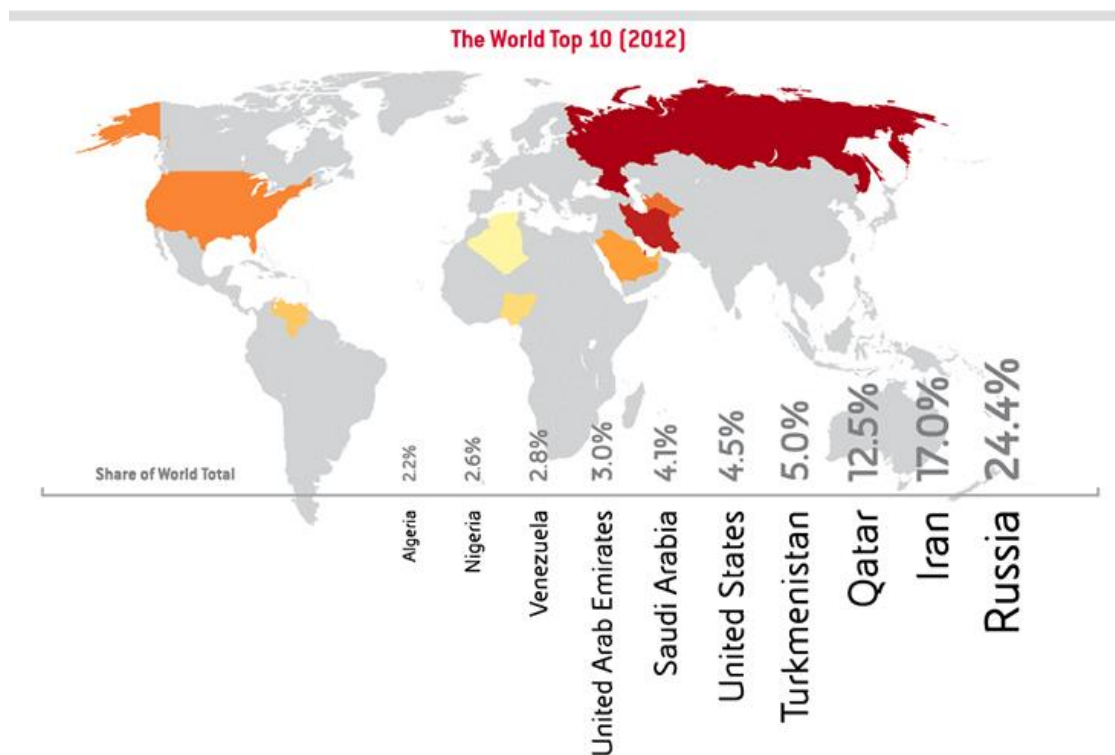 The World Top 10 (2012)
Share of World Total
2.2%
2.6%
2.8%
3.0%
4.1%
4.5%
5.0%
12.5%
17.0%
24.4%
Algeria
Nigeria
Venezuela
United Arab Emirates
Saudi Arabia
United States
Turkmenistan
Qatar
Iran
Russia